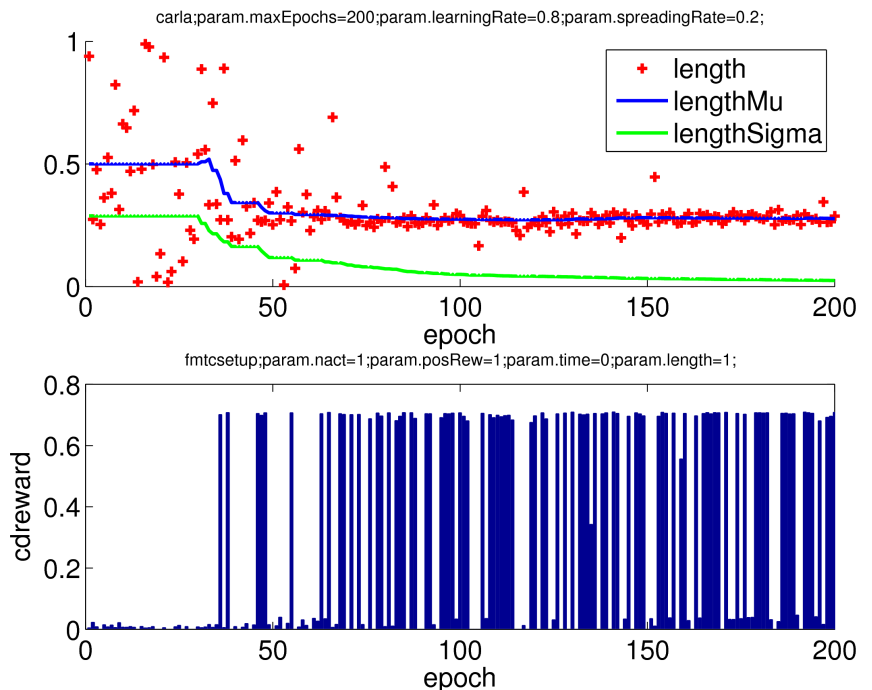 carla;param.maxEpochs=200;param.learningRate=0.8;param.spreadingRate=0.2;
1
length
lengthMu
lengthSigma
0.5
0
0 50 100 150 200
epoch
fmtcsetup;param.nact=1;param.posRew=1;param.time=0;param.length=1;
0.8
0.6
0.4
0.2
0
cdreward
0 50 100 150 200
epoch